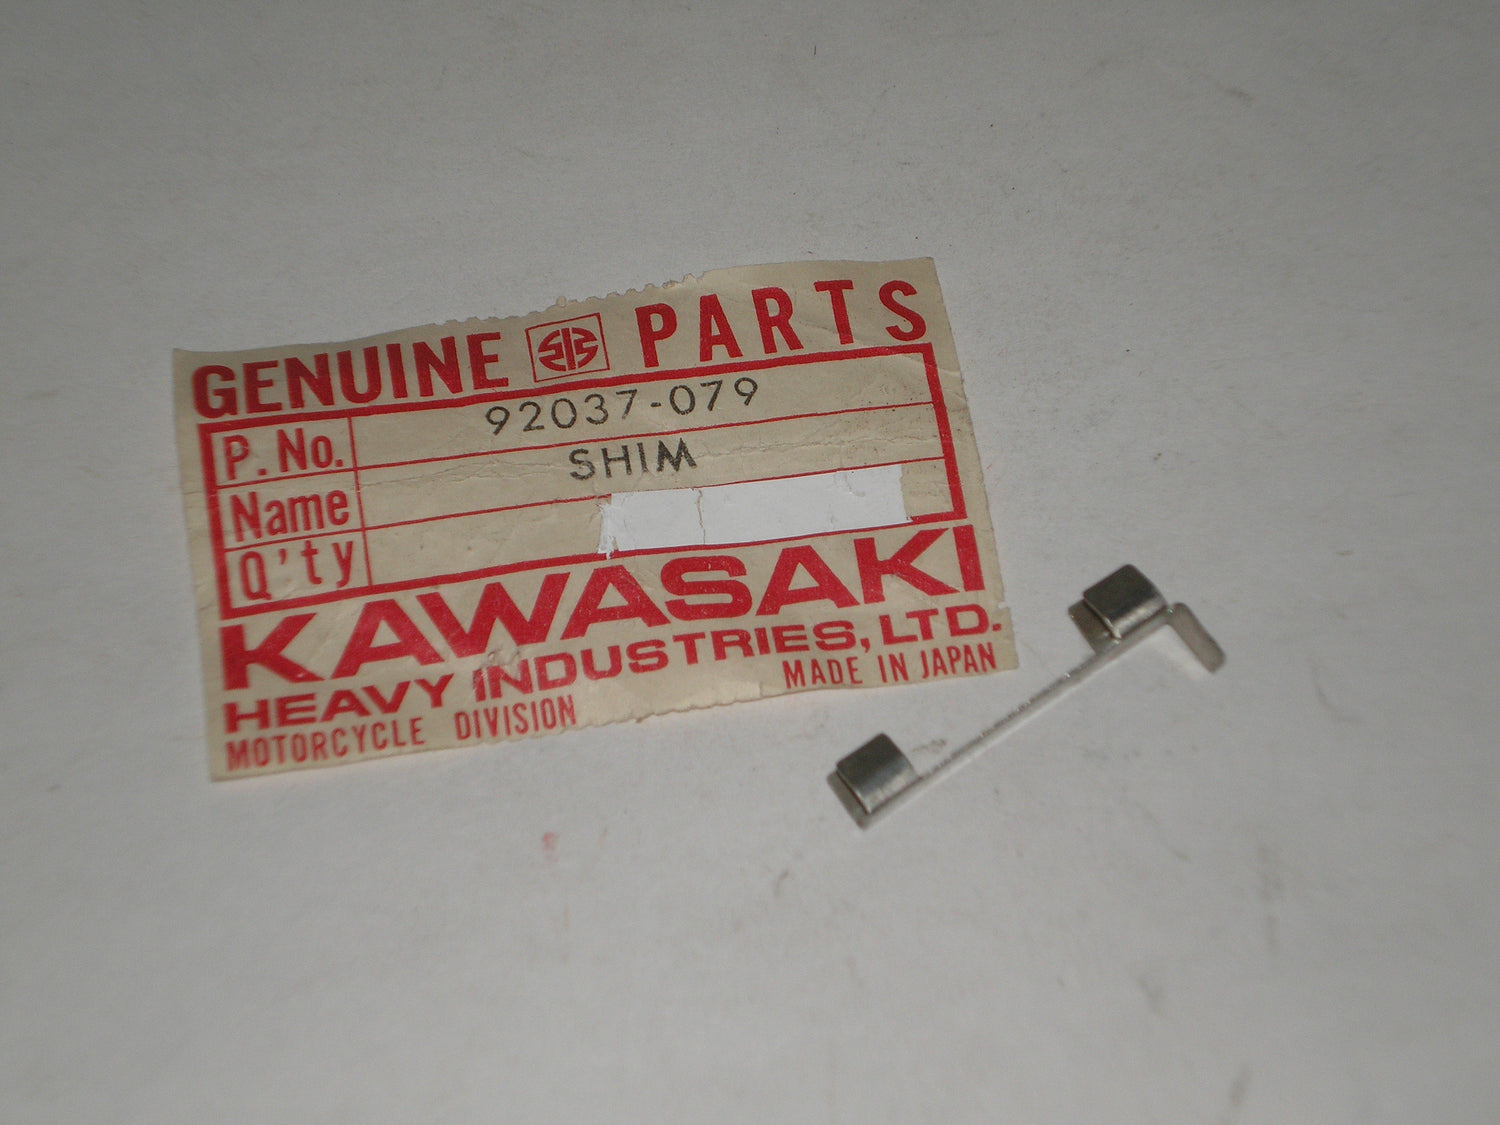 GENUINE PARTS
P. No. 92037-079
Name SHIM
Q'ty
KAWASAKI
HEAVY INDUSTRIES, LTD.
MOTORCYCLE DIVISION MADE IN JAPAN